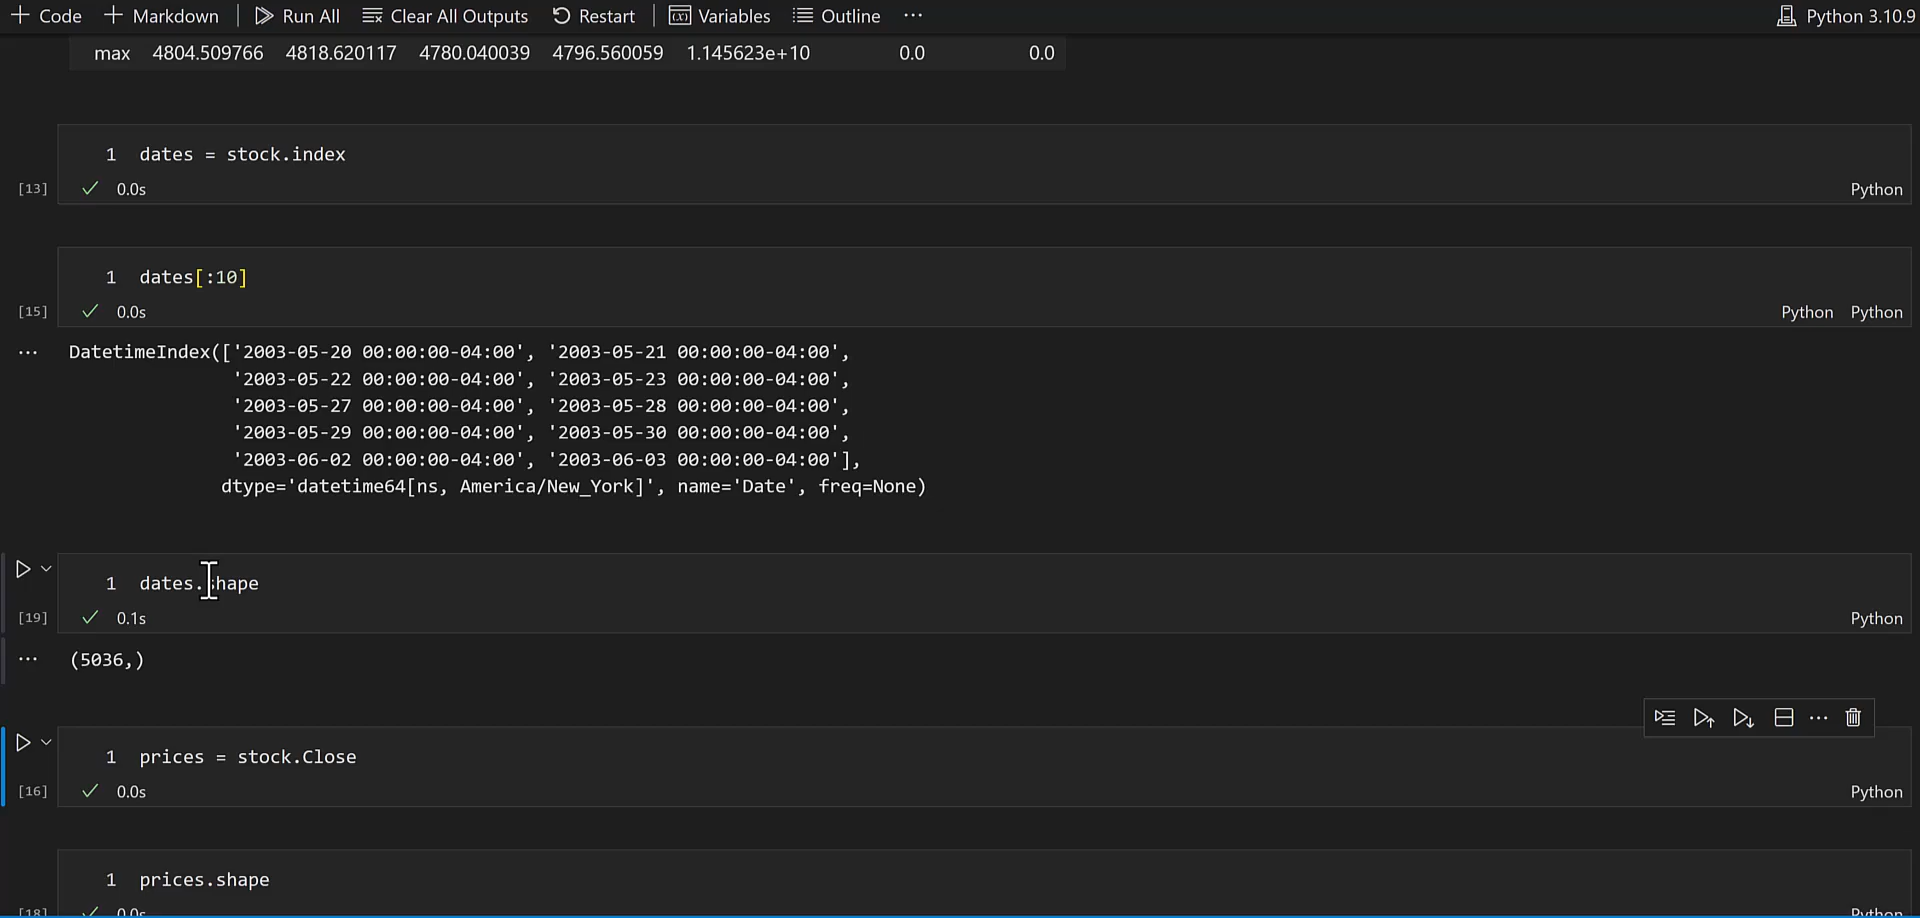 + Code + Markdown | Run All Clear All Outputs Restart | Variables Outline ... Python 3.10.9
max 4804.509766 4818.620117 4780.040039 4796.560059 1.145623e+10 0.0 0.0
1 dates = stock.index
[13] ✓ 0.0s Python
1 dates[:10]
[15] ✓ 0.0s Python Python
... DatetimeIndex(['2003-05-20 00:00:00-04:00', '2003-05-21 00:00:00-04:00',
'2003-05-22 00:00:00-04:00', '2003-05-23 00:00:00-04:00',
'2003-05-27 00:00:00-04:00', '2003-05-28 00:00:00-04:00',
'2003-05-29 00:00:00-04:00', '2003-05-30 00:00:00-04:00',
'2003-06-02 00:00:00-04:00', '2003-06-03 00:00:00-04:00'],
dtype='datetime64[ns, America/New_York]', name='Date', freq=None)
1 dates.shape
[19] ✓ 0.1s Python
... (5036,)
1 prices = stock.Close
[16] ✓ 0.0s Python
1 prices.shape
[18] ✓ 0.0s Python